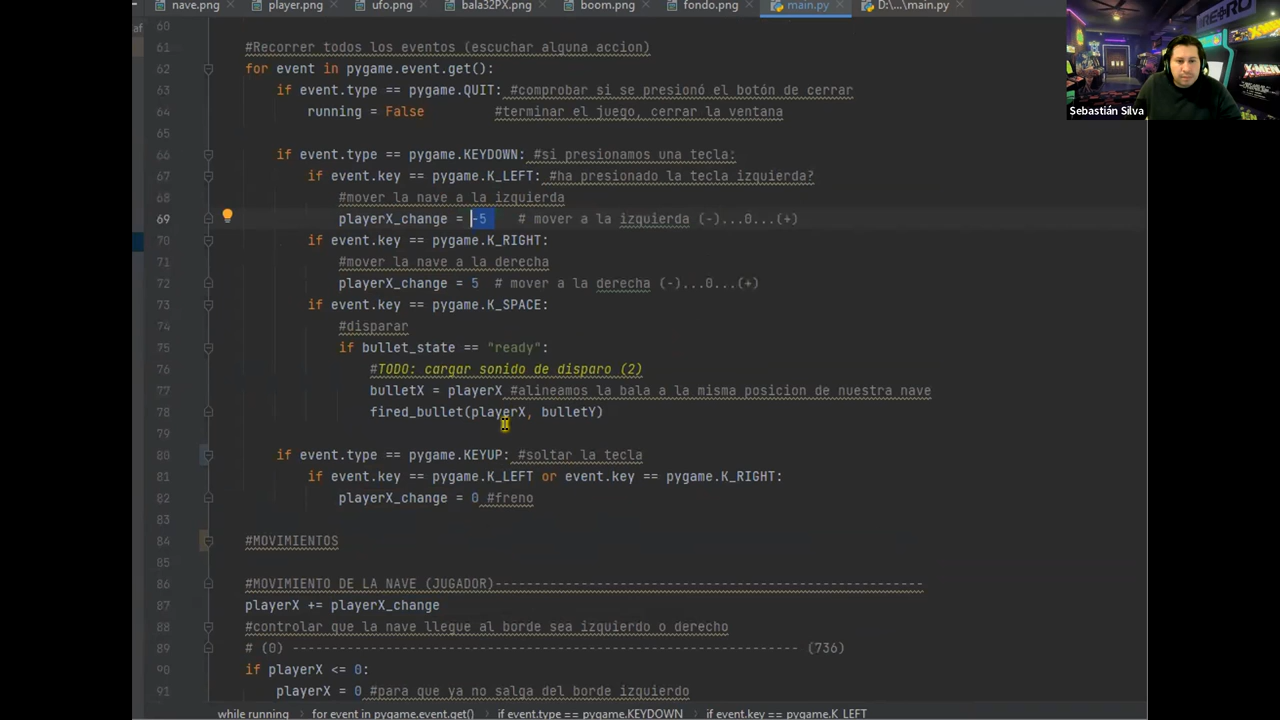 nave.png player.png ufo.png bala32PX.png boom.png fondo.png main.py D:\...\main.py
60
61 #Recorrer todos los eventos (escuchar alguna accion)
62 for event in pygame.event.get():
63 if event.type == pygame.QUIT: #comprobar si se presionó el botón de cerrar
64 running = False #terminar el juego, cerrar la ventana
65
66 if event.type == pygame.KEYDOWN: #si presionamos una tecla:
67 if event.key == pygame.K_LEFT: #ha presionado la tecla izquierda?
68 #mover la nave a la izquierda
69 playerX_change = -5 # mover a la izquierda (-)...0...(+)
70 if event.key == pygame.K_RIGHT:
71 #mover la nave a la derecha
72 playerX_change = 5 # mover a la derecha (-)...0...(+)
73 if event.key == pygame.K_SPACE:
74 #disparar
75 if bullet_state == "ready":
76 #TODO: cargar sonido de disparo (2)
77 bulletX = playerX #alineamos la bala a la misma posicion de nuestra nave
78 fired_bullet(playerX, bulletY)
79
80 if event.type == pygame.KEYUP: #soltar la tecla
81 if event.key == pygame.K_LEFT or event.key == pygame.K_RIGHT:
82 playerX_change = 0 #freno
83
84 #MOVIMIENTOS
85
86 #MOVIMIENTO DE LA NAVE (JUGADOR)-------------------------------------------------------
87 playerX += playerX_change
88 #controlar que la nave llegue al borde sea izquierdo o derecho
89 # (0) ------------------------------------------------------------------ (736)
90 if playerX <= 0:
91 playerX = 0 #para que ya no salga del borde izquierdo
while running for event in pygame.event.get() if event.type == pygame.KEYDOWN if event.key == pygame.K_LEFT
Sebastián Silva
RETRO
X-MEN